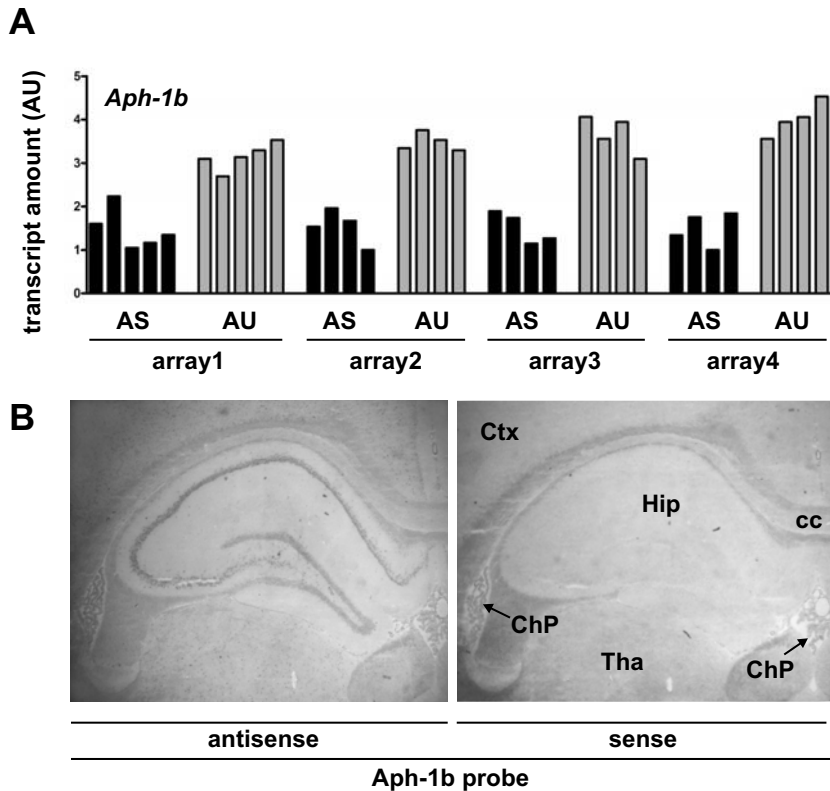 A
transcript amount (AU)
5
4
3
2
1
0
Aph-1b
AS AU AS AU AS AU AS AU
array1 array2 array3 array4
B
Ctx
Hip
cc
ChP
Tha
ChP
antisense sense
Aph-1b probe